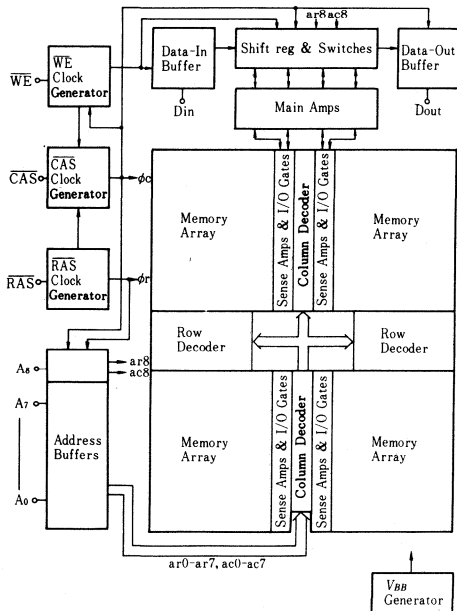 ar8 ac8
WE
Clock
Generator
Data-In
Buffer
Shift reg & Switches
Data-Out
Buffer
WE
Din
Main Amps
Dout
CAS
Clock
Generator
CAS
φc
RAS
Clock
Generator
RAS
φr
Memory
Array
Sense Amps & I/O Gates
Column Decoder
Sense Amps & I/O Gates
Memory
Array
Row
Decoder
Row
Decoder
A8
ar8
ac8
A7
Address
Buffers
A0
Memory
Array
Sense Amps & I/O Gates
Column Decoder
Sense Amps & I/O Gates
Memory
Array
ar0-ar7, ac0-ac7
VBB
Generator